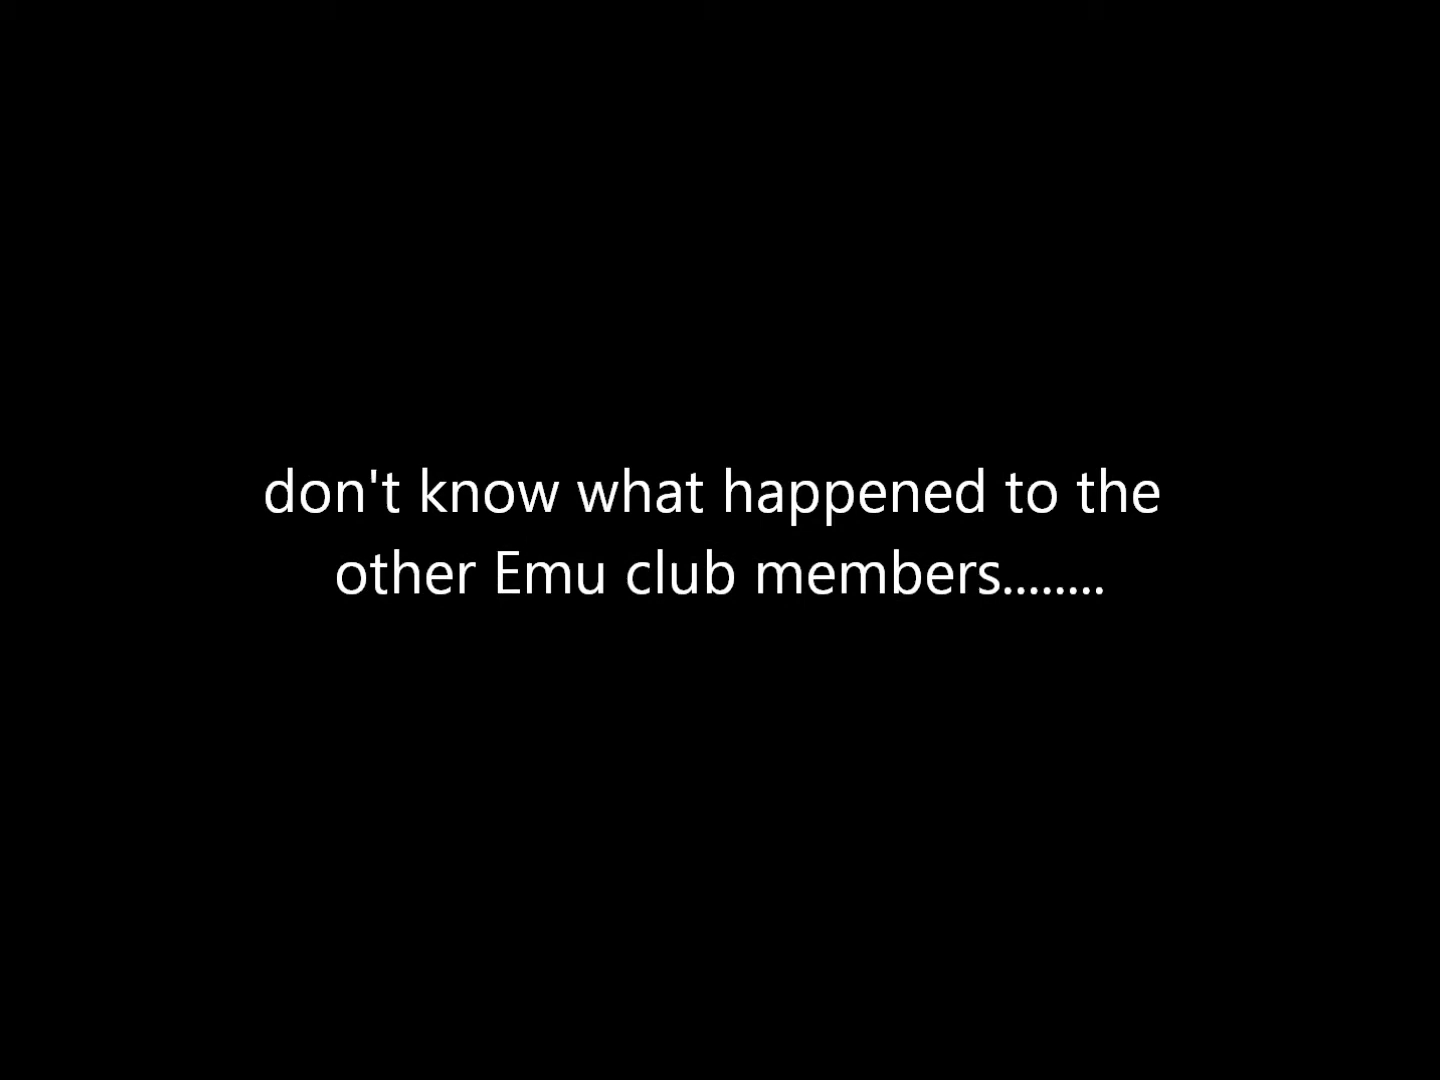 don't know what happened to the
other Emu club members........